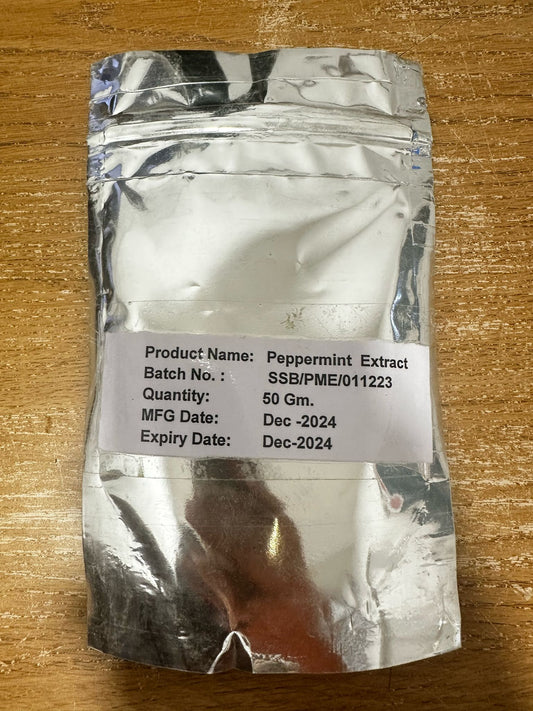 Product Name: Peppermint Extract
Batch No. : SSB/PME/011223
Quantity: 50 Gm.
MFG Date: Dec -2024
Expiry Date: Dec-2024